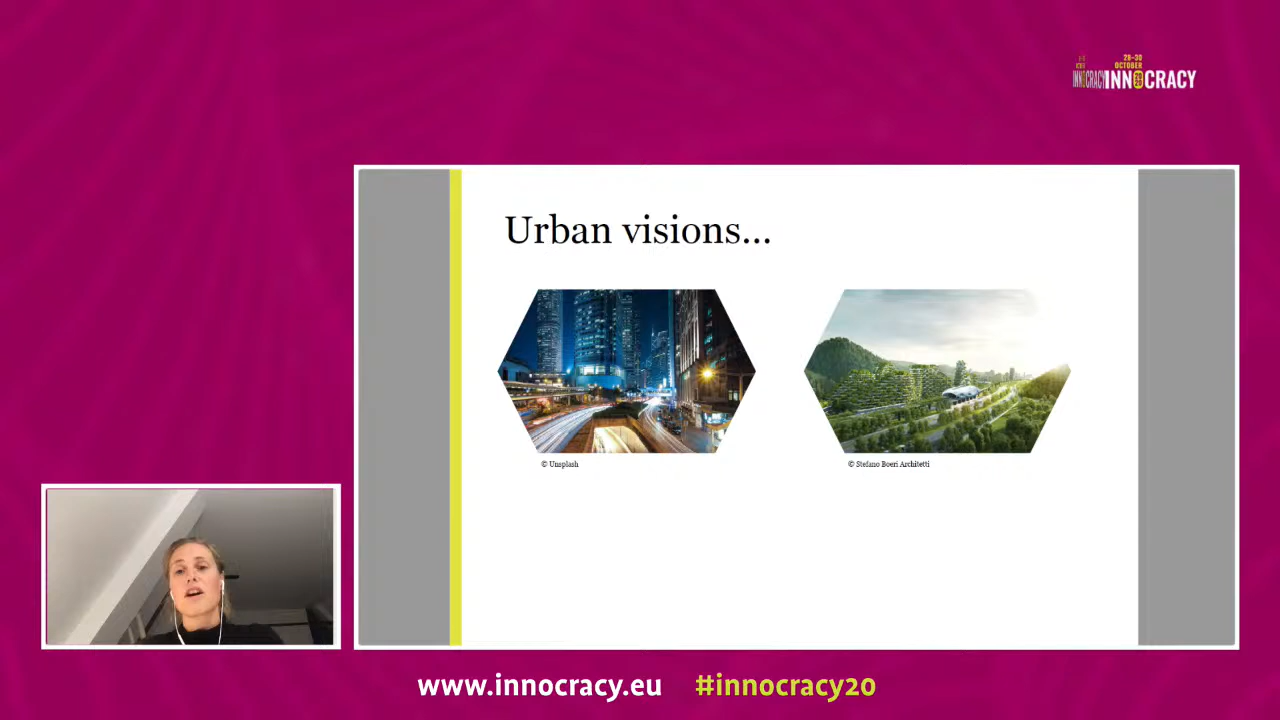 28–30
OCTOBER
INNOCRACY
Urban visions...
© Unsplash
© Stefano Boeri Architetti
www.innocracy.eu #innocracy20